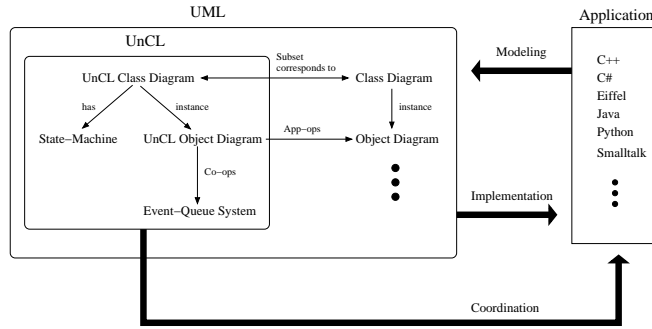 UML
Application
UnCL
Modeling
Subset
corresponds to
UnCL Class Diagram
Class Diagram
has
instance
instance
State-Machine
UnCL Object Diagram
App-ops
Object Diagram
Co-ops
Event-Queue System
C++
C#
Eiffel
Java
Python
Smalltalk
Implementation
Coordination